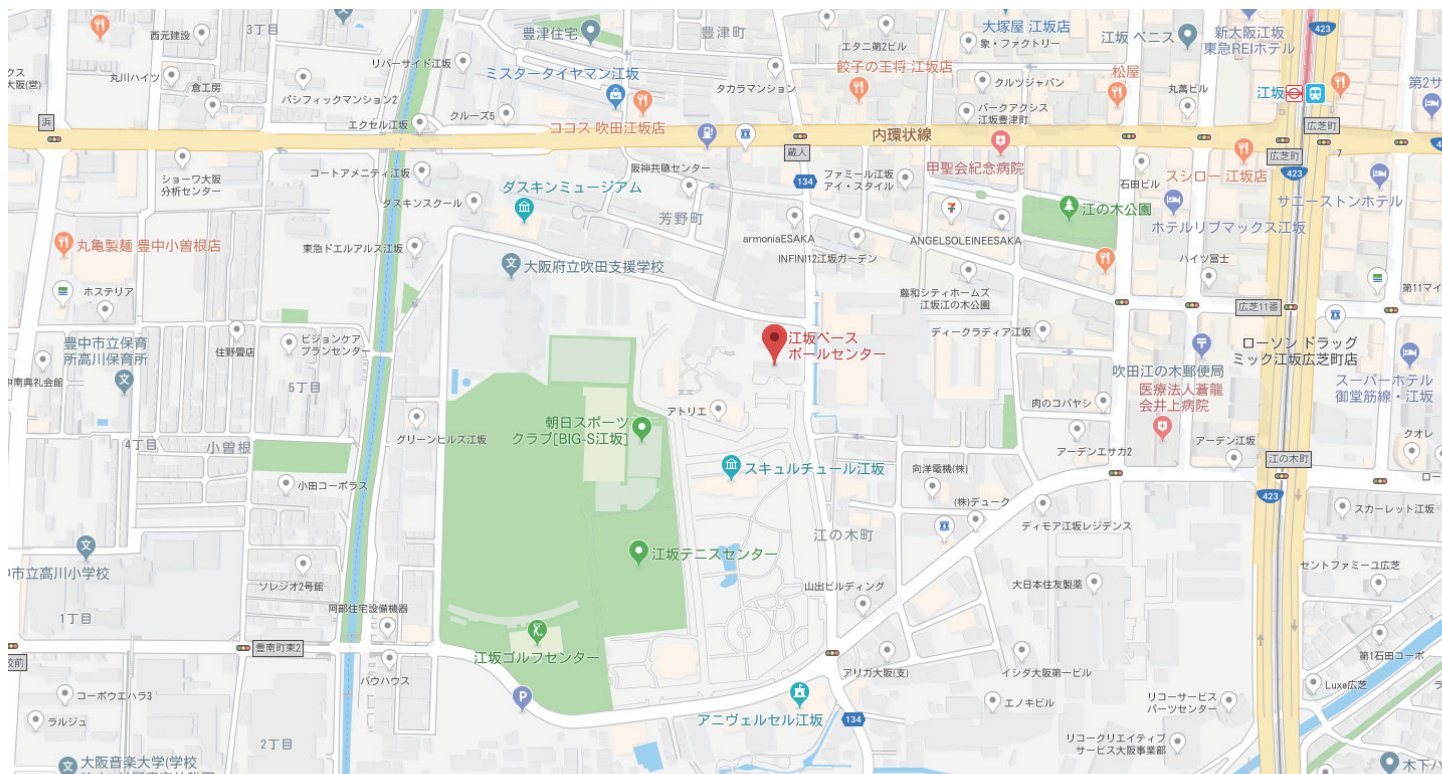 西元建設
3丁目
豊津住宅
豊津町
エタニ第2ビル
大塚屋 江坂店
象・ファクトリー
江坂 ベニス
新大阪江坂
東急REIホテル
423
クス
大阪(営)
丸川ハイツ
倉工房
リバーサイド江坂
パシフィックマンション2
ミスタータイヤマン江坂
タカラマンション
餃子の王将 江坂店
クルツジャパン
松屋
丸萬ビル
江坂
第2サ
浜
エクセル江坂
クルーズ5
ココス 吹田江坂店
パークアクシス
江坂豊津町
内環状線
広芝町
蔵人
広芝町
7
423
ショーワ大阪
分析センター
コートアメニティ江坂
ダスキンミュージアム
ダスキンスクール
阪神共聴センター
134
ファミール江坂
アイ・スタイル
甲聖会紀念病院
石田ビル
スシロー 江坂店
サニーストンホテル
芳野町
江の木公園
ホテルリブマックス江坂
丸亀製麺 豊中小曽根店
東急ドエルアルス江坂
大阪府立吹田支援学校
armoniaESAKA
INFINI12江坂ガーデン
ANGELSOLEINEESAKA
ハイツ冨士
ホステリア
藤和シティホームズ
江坂江の木公園
広芝11番
第11マイ
豊中市立保育
所高川保育所
住野畳店
ビジョンケア
プランセンター
江坂ベース
ボールセンター
ディークラディア江坂
ローソン ドラッグ
ミック江坂広芝町店
吹田江の木郵便局
中南典礼会館
5丁目
アトリエ
肉のコバヤシ
医療法人蒼龍
会井上病院
スーパーホテル
御堂筋線・江坂
4丁目
小曽根
グリーンヒルズ江坂
朝日スポーツ
クラブ[BIG-S江坂]
アーデンエサカ2
アーデン江坂
クオレ
江の木町
スキュルチュール江坂
向洋電機(株)
小田コーポラス
(株)デューク
ディモア江坂レジデンス
423
ロー
スカーレット江坂
江の木町
江坂テニスセンター
中市立高川小学校
ソレジオ2号館
山出ビルディング
大日本住友製薬
セントファミーユ広芝
阿部住宅設備機器
1丁目
豊南町東2
校前
江坂ゴルフセンター
パウハウス
アリカ大阪(支)
イシダ大阪第一ビル
第1石田コーポ
Luxe広芝
コーポウエハラ3
ラルジュ
P
アニヴェルセル江坂
134
エノキビル
リコーサービス
パーツセンター
2丁目
リコークリエイティブ
サービス大阪事業部
大阪音楽大学(学校
木下ハ